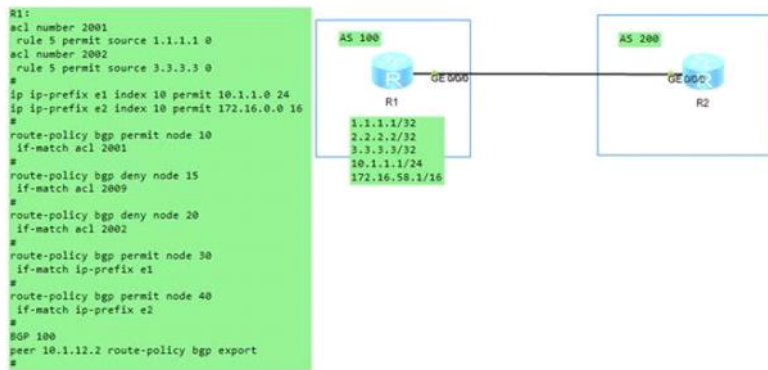 R1:
acl number 2001
rule 5 permit source 1.1.1.1 0
acl number 2002
rule 5 permit source 3.3.3.3 0
#
ip ip-prefix e1 index 10 permit 10.1.1.0 24
ip ip-prefix e2 index 10 permit 172.16.0.0 16
#
route-policy bgp permit node 10
if-match acl 2001
#
route-policy bgp deny node 15
if-match acl 2009
#
route-policy bgp deny node 20
if-match acl 2002
#
route-policy bgp permit node 30
if-match ip-prefix e1
#
route-policy bgp permit node 40
if-match ip-prefix e2
#
BGP 100
peer 10.1.12.2 route-policy bgp export
#
AS 100
R
GE 0/0/0
R1
1.1.1.1/32
2.2.2.2/32
3.3.3.3/32
10.1.1.1/24
172.16.58.1/16
AS 200
GE 0/0/0
R
R2